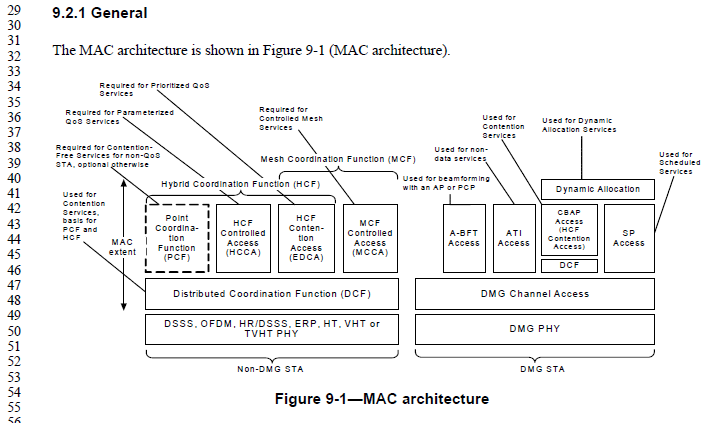 29
30
31
32
33
34
35
36
37
38
39
40
41
42
43
44
45
46
47
48
49
50
51
52
53
54
55
56
9.2.1 General
The MAC architecture is shown in Figure 9-1 (MAC architecture).
Required for Prioritized QoS
Services
Required for Parameterized
QoS Services
Required for Contention-
Free Services for non-QoS
STA, optional otherwise
Used for
Contention
Services,
basis for
PCF and
HCF
MAC
extent
Required for
Controlled Mesh
Services
Mesh Coordination Function (MCF)
Hybrid Coordination Function (HCF)
Point
Coordina-
tion
Function
(PCF)
HCF
Controlled
Access
(HCCA)
HCF
Conten-
tion
Access
(EDCA)
MCF
Controlled
Access
(MCCA)
Distributed Coordination Function (DCF)
DSSS, OFDM, HR/DSSS, ERP, HT, VHT or
TVHT PHY
Non-DMG STA
Used for
Contention
Services
Used for Dynamic
Allocation Services
Used for non-
data services
Used for beamforming
with an AP or PCP
Used for
Scheduled
Services
Dynamic Allocation
A-BFT
Access
ATI
Access
CBAP
Access
(HCF
Contention
Access)
DCF
SP
Access
DMG Channel Access
DMG PHY
DMG STA
Figure 9-1—MAC architecture